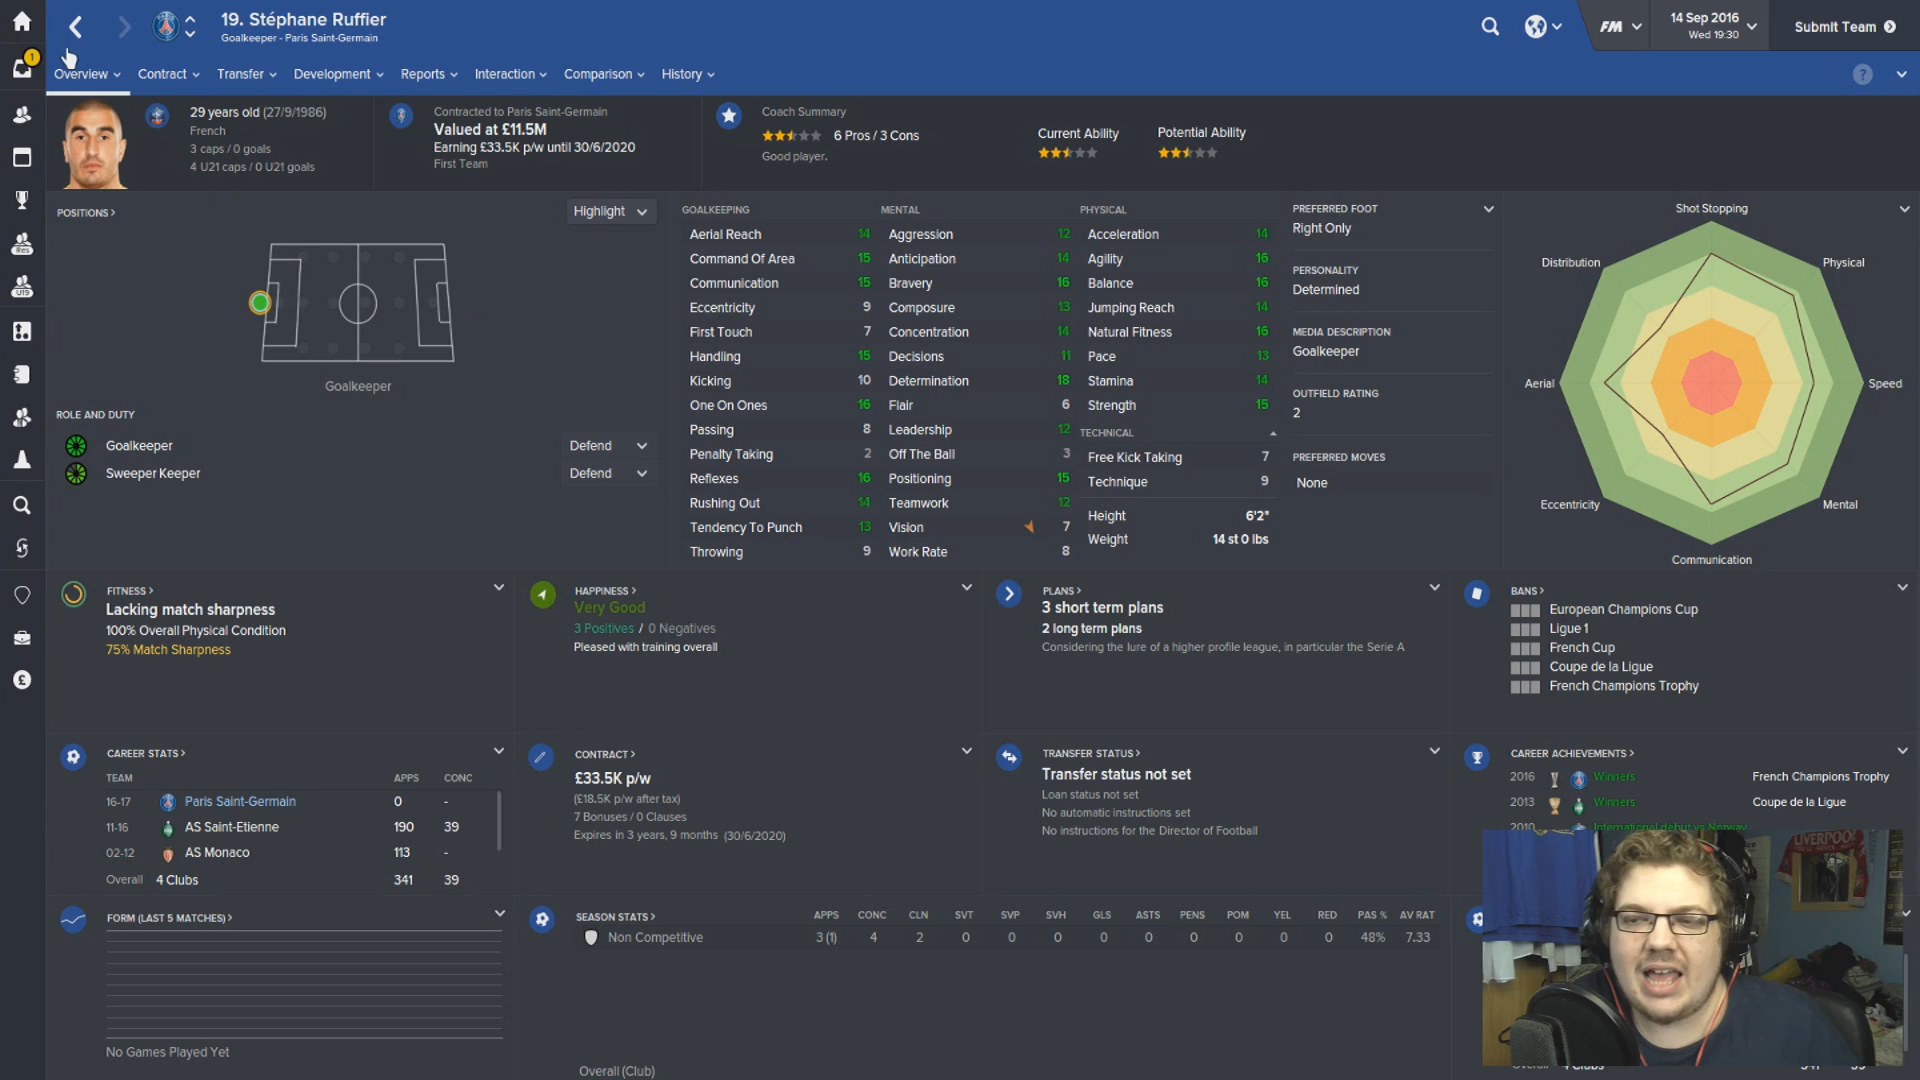 19. Stéphane Ruffier
Goalkeeper - Paris Saint-Germain
FM
14 Sep 2016
Wed 19:30
Submit Team
1
Overview
Contract
Transfer
Development
Reports
Interaction
Comparison
History
?
29 years old (27/9/1986)
French
3 caps / 0 goals
4 U21 caps / 0 U21 goals
Contracted to Paris Saint-Germain
Valued at £11.5M
Earning £33.5K p/w until 30/6/2020
First Team
Coach Summary
6 Pros / 3 Cons
Good player.
Current Ability
Potential Ability
POSITIONS >
Highlight
Goalkeeper
ROLE AND DUTY
Goalkeeper Defend
Sweeper Keeper Defend
GOALKEEPING
Aerial Reach 14
Command Of Area 15
Communication 15
Eccentricity 9
First Touch 7
Handling 15
Kicking 10
One On Ones 16
Passing 8
Penalty Taking 2
Reflexes 16
Rushing Out 14
Tendency To Punch 13
Throwing 9
MENTAL
Aggression 12
Anticipation 14
Bravery 16
Composure 13
Concentration 14
Decisions 11
Determination 18
Flair 6
Leadership 12
Off The Ball 3
Positioning 15
Teamwork 12
Vision 7
Work Rate 8
PHYSICAL
Acceleration 14
Agility 16
Balance 16
Jumping Reach 14
Natural Fitness 16
Pace 13
Stamina 14
Strength 15
TECHNICAL
Free Kick Taking 7
Technique 9
Height 6'2"
Weight 14 st 0 lbs
PREFERRED FOOT
Right Only
PERSONALITY
Determined
MEDIA DESCRIPTION
Goalkeeper
OUTFIELD RATING
2
PREFERRED MOVES
None
Shot Stopping
Physical
Speed
Mental
Communication
Eccentricity
Aerial
Distribution
FITNESS >
Lacking match sharpness
100% Overall Physical Condition
75% Match Sharpness
HAPPINESS >
Very Good
3 Positives / 0 Negatives
Pleased with training overall
PLANS >
3 short term plans
2 long term plans
Considering the lure of a higher profile league, in particular the Serie A
BANS >
European Champions Cup
Ligue 1
French Cup
Coupe de la Ligue
French Champions Trophy
CAREER STATS >
TEAM APPS CONC
16-17 Paris Saint-Germain 0 -
11-16 AS Saint-Etienne 190 39
02-12 AS Monaco 113 -
Overall 4 Clubs 341 39
CONTRACT >
£33.5K p/w
(£18.5K p/w after tax)
7 Bonuses / 0 Clauses
Expires in 3 years, 9 months (30/6/2020)
TRANSFER STATUS >
Transfer status not set
Loan status not set
No automatic instructions set
No instructions for the Director of Football
CAREER ACHIEVEMENTS >
2016 Winners French Champions Trophy
2013 Winners Coupe de la Ligue
2010 International debut vs Norway
FORM (LAST 5 MATCHES) >
No Games Played Yet
SEASON STATS >
APPS CONC CLN SVT SVP SVH GLS ASTS PENS POM YEL RED PAS % AV RAT
Non Competitive 3 (1) 4 2 0 0 0 0 0 0 0 0 0 48% 7.33
Overall (Club)
LIVERPOOL
Res
U19